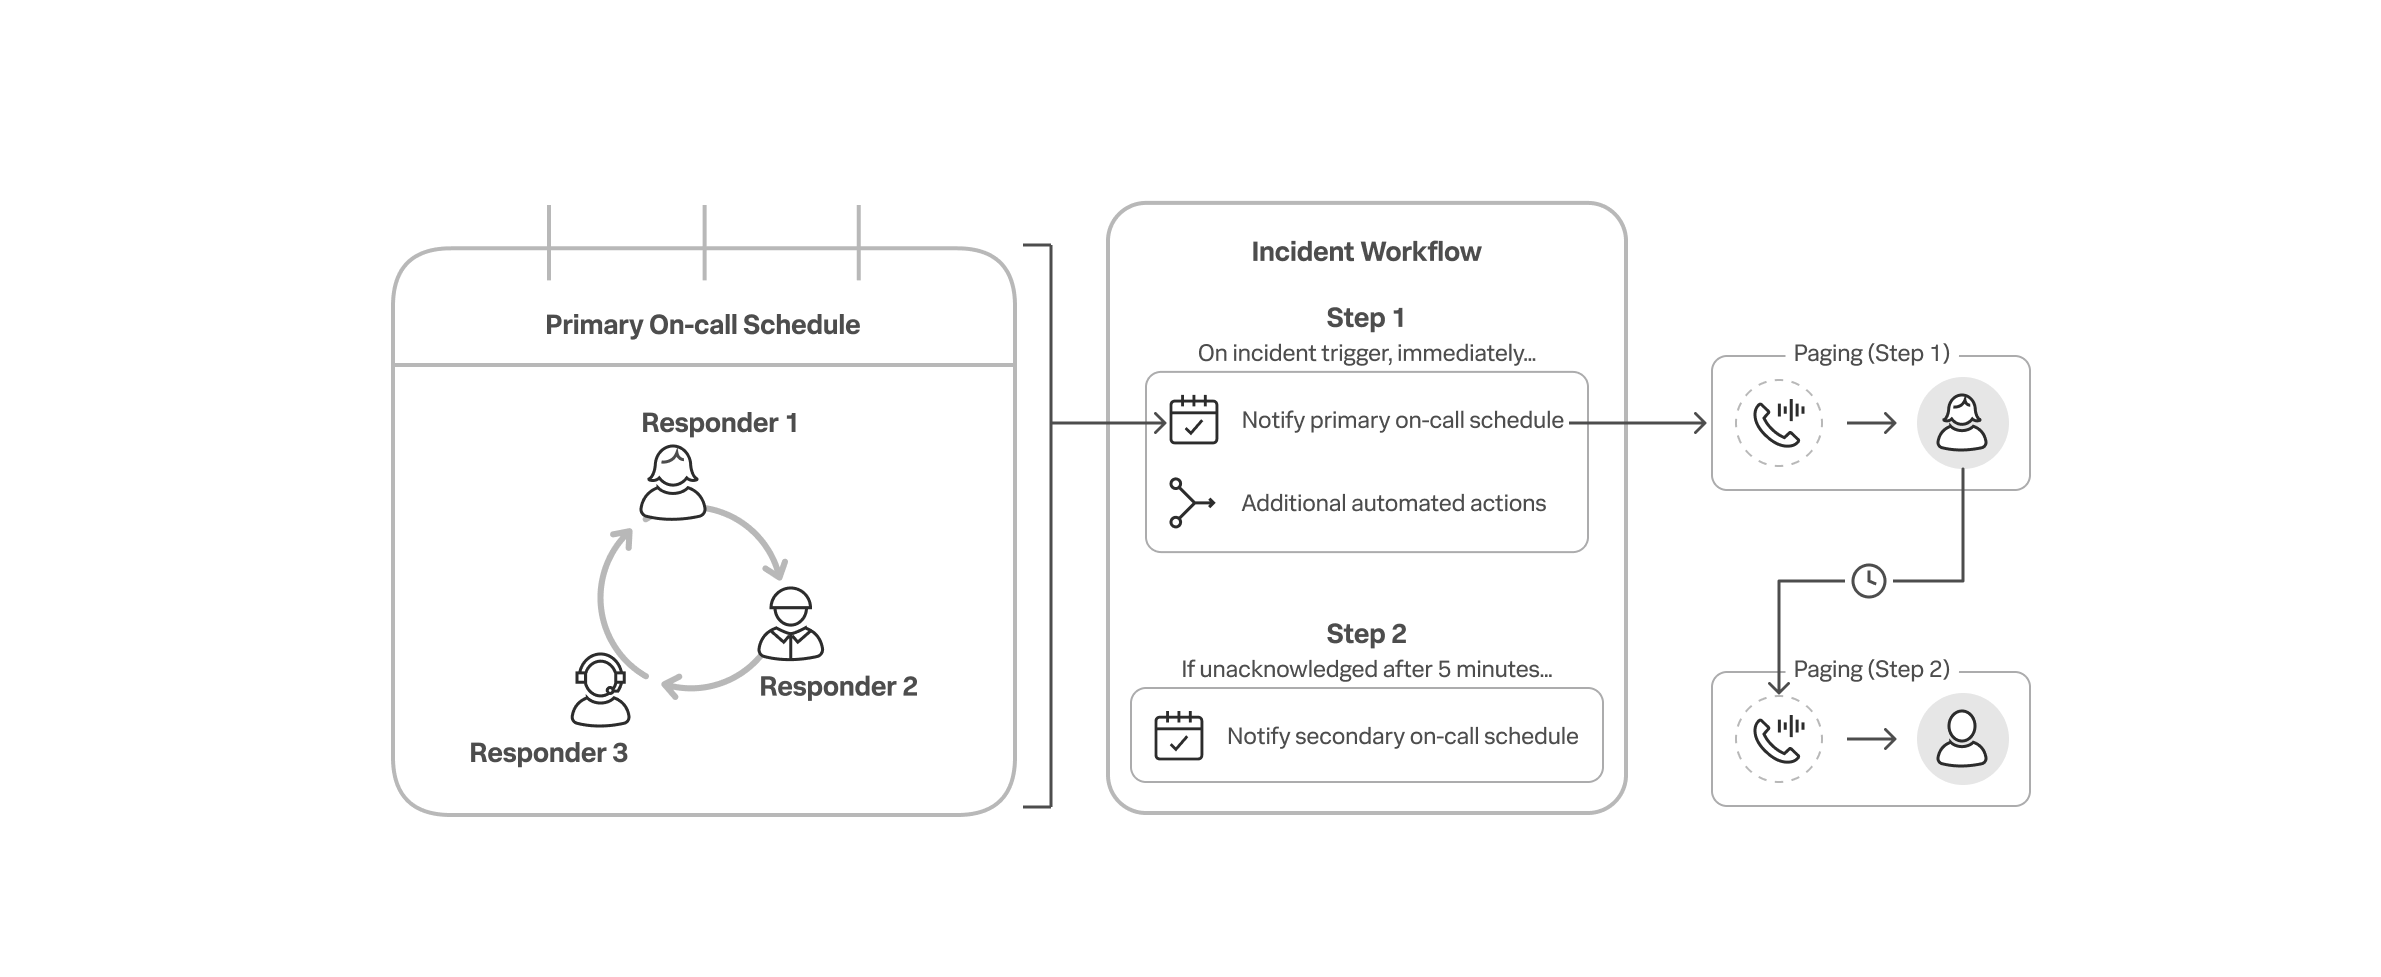 Primary On-call Schedule
Responder 1
Responder 2
Responder 3
Incident Workflow
Step 1
On incident trigger, immediately...
Notify primary on-call schedule
Additional automated actions
Step 2
If unacknowledged after 5 minutes...
Notify secondary on-call schedule
Paging (Step 1)
Paging (Step 2)